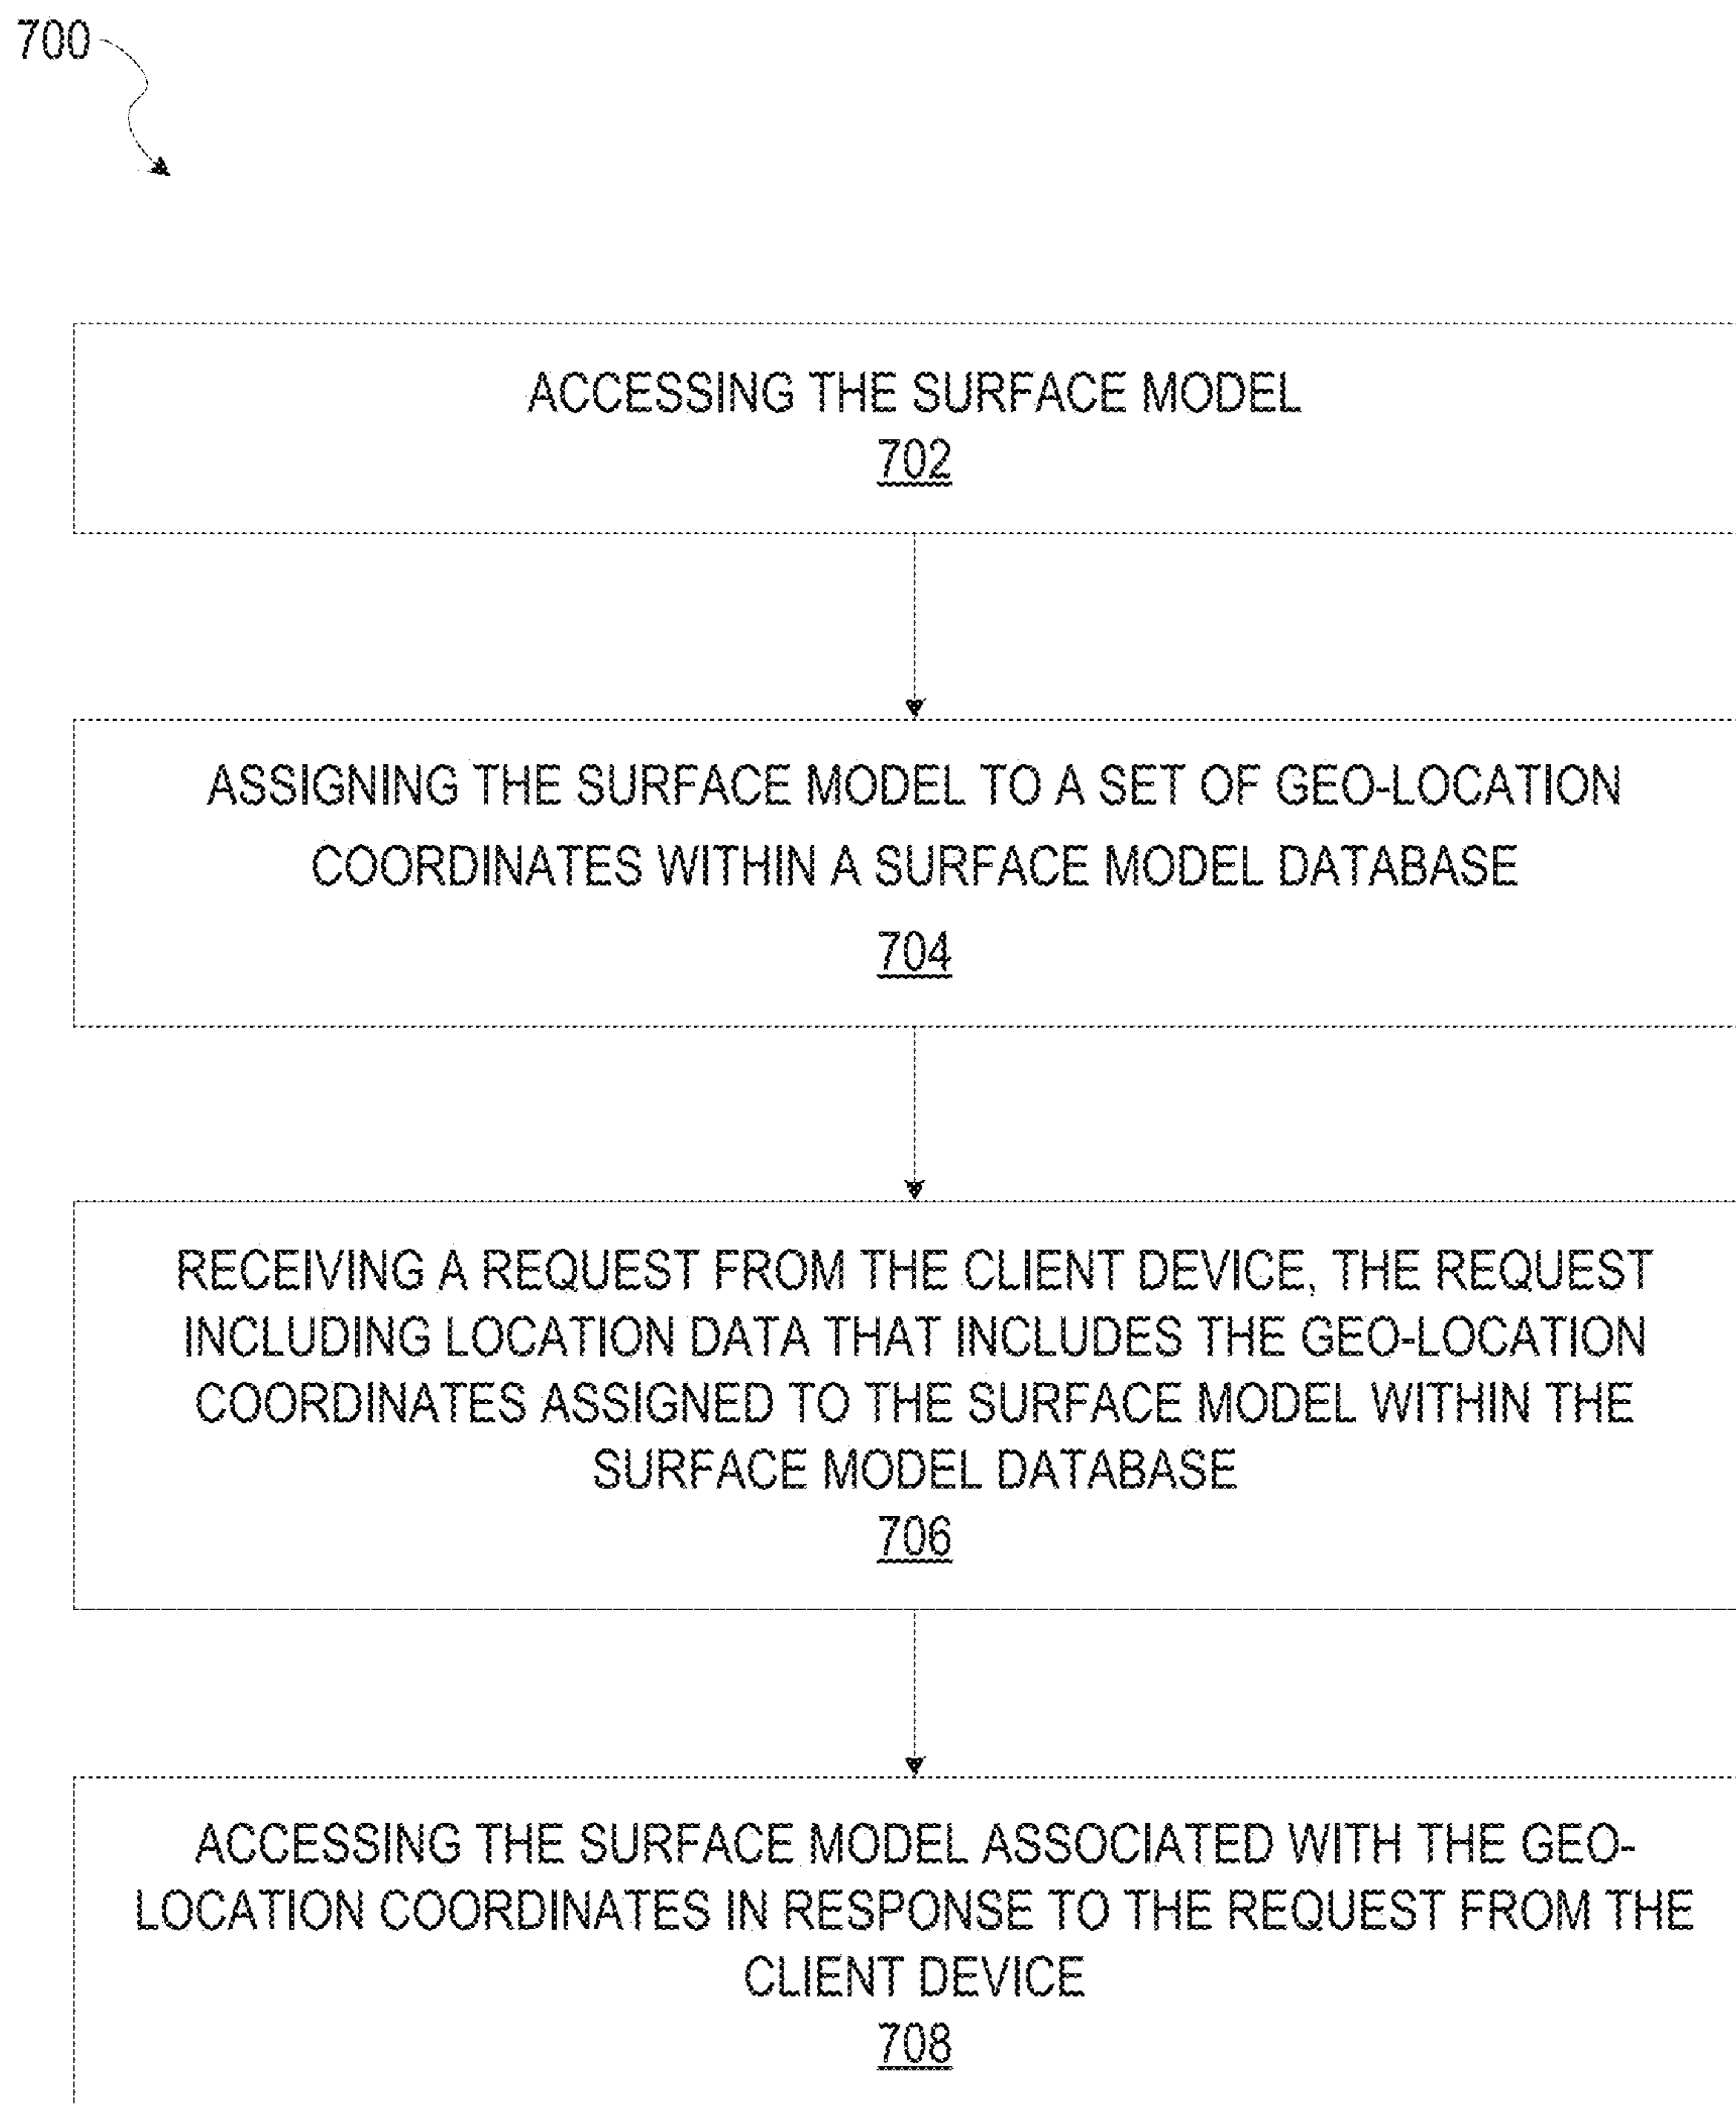 700
ACCESSING THE SURFACE MODEL
702
ASSIGNING THE SURFACE MODEL TO A SET OF GEO-LOCATION
COORDINATES WITHIN A SURFACE MODEL DATABASE
704
RECEIVING A REQUEST FROM THE CLIENT DEVICE, THE REQUEST
INCLUDING LOCATION DATA THAT INCLUDES THE GEO-LOCATION
COORDINATES ASSIGNED TO THE SURFACE MODEL WITHIN THE
SURFACE MODEL DATABASE
706
ACCESSING THE SURFACE MODEL ASSOCIATED WITH THE GEO-
LOCATION COORDINATES IN RESPONSE TO THE REQUEST FROM THE
CLIENT DEVICE
708